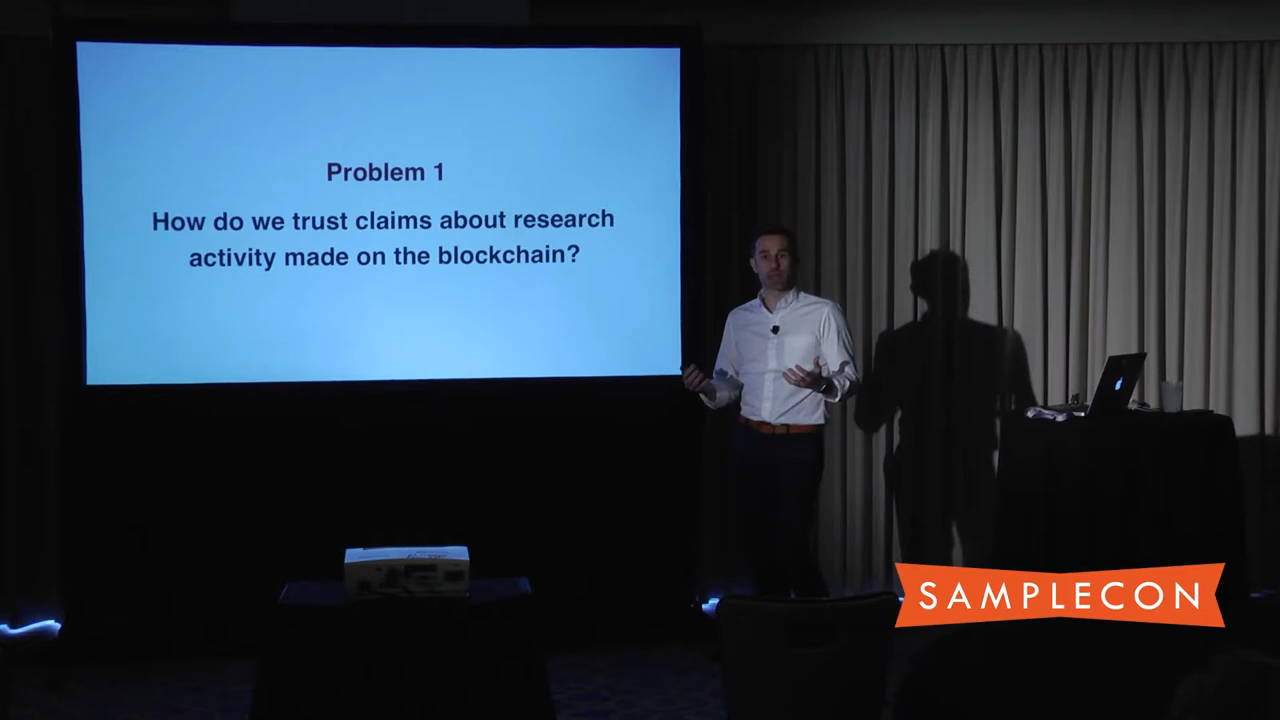 Problem 1
How do we trust claims about research
activity made on the blockchain?
SAMPLECON